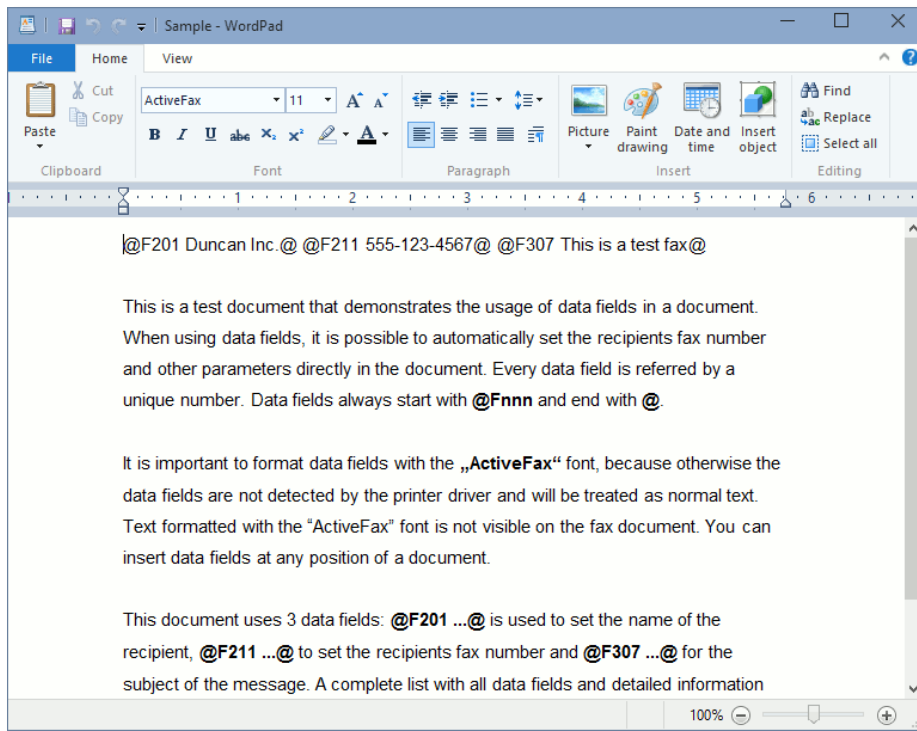 Sample - WordPad
File Home View
Cut
Copy
Paste
Clipboard
ActiveFax 11 A A
B I U abc X₂ X² A
Font
Paragraph
Picture
Paint drawing
Date and time
Insert object
Insert
Find
Replace
Select all
Editing
1 2 3 4 5 6
@F201 Duncan Inc.@ @F211 555-123-4567@ @F307 This is a test fax@
This is a test document that demonstrates the usage of data fields in a document.
When using data fields, it is possible to automatically set the recipients fax number
and other parameters directly in the document. Every data field is referred by a
unique number. Data fields always start with @Fnnn and end with @.
It is important to format data fields with the „ActiveFax“ font, because otherwise the
data fields are not detected by the printer driver and will be treated as normal text.
Text formatted with the “ActiveFax” font is not visible on the fax document. You can
insert data fields at any position of a document.
This document uses 3 data fields: @F201 ...@ is used to set the name of the
recipient, @F211 ...@ to set the recipients fax number and @F307 ...@ for the
subject of the message. A complete list with all data fields and detailed information
100%